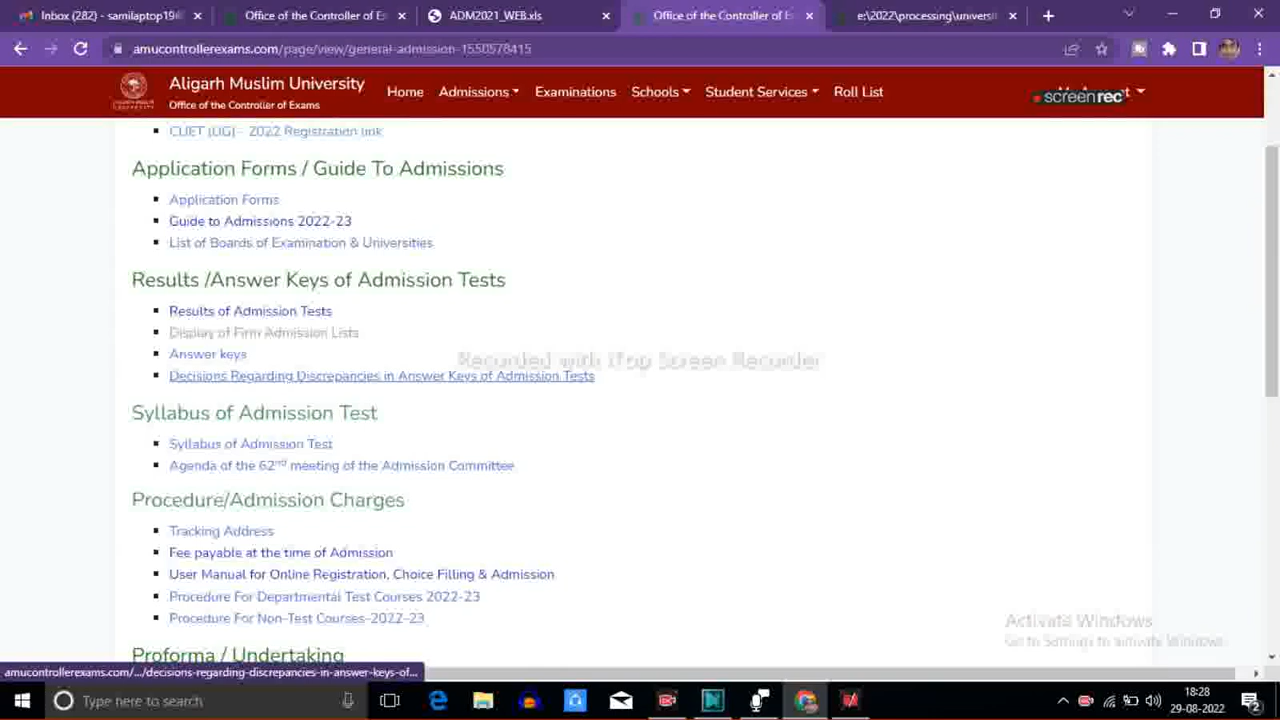 Inbox (282) - samilaptop19@
Office of the Controller of Ex
ADM2021_WEB.xls
Office of the Controller of E
e:\2022\processing\universit
amucontrollerexams.com/page/view/general-admission-1550578415
Aligarh Muslim University
Office of the Controller of Exams
Home
Admissions
Examinations
Schools
Student Services
Roll List
screenrec
CUET (UG) - 2022 Registration link
Application Forms / Guide To Admissions
Application Forms
Guide to Admissions 2022-23
List of Boards of Examination & Universities
Results /Answer Keys of Admission Tests
Results of Admission Tests
Display of Firm Admission Lists
Answer keys
Decisions Regarding Discrepancies in Answer Keys of Admission Tests
Recorded with iTop Screen Recorder
Syllabus of Admission Test
Syllabus of Admission Test
Agenda of the 62nd meeting of the Admission Committee
Procedure/Admission Charges
Tracking Address
Fee payable at the time of Admission
User Manual for Online Registration, Choice Filling & Admission
Procedure For Departmental Test Courses 2022-23
Procedure For Non-Test Courses-2022-23
Proforma / Undertaking
Activate Windows
Go to Settings to activate Windows.
amucontrollerexams.com/.../decisions-regarding-discrepancies-in-answer-keys-of...
Type here to search
18:28
29-08-2022
2